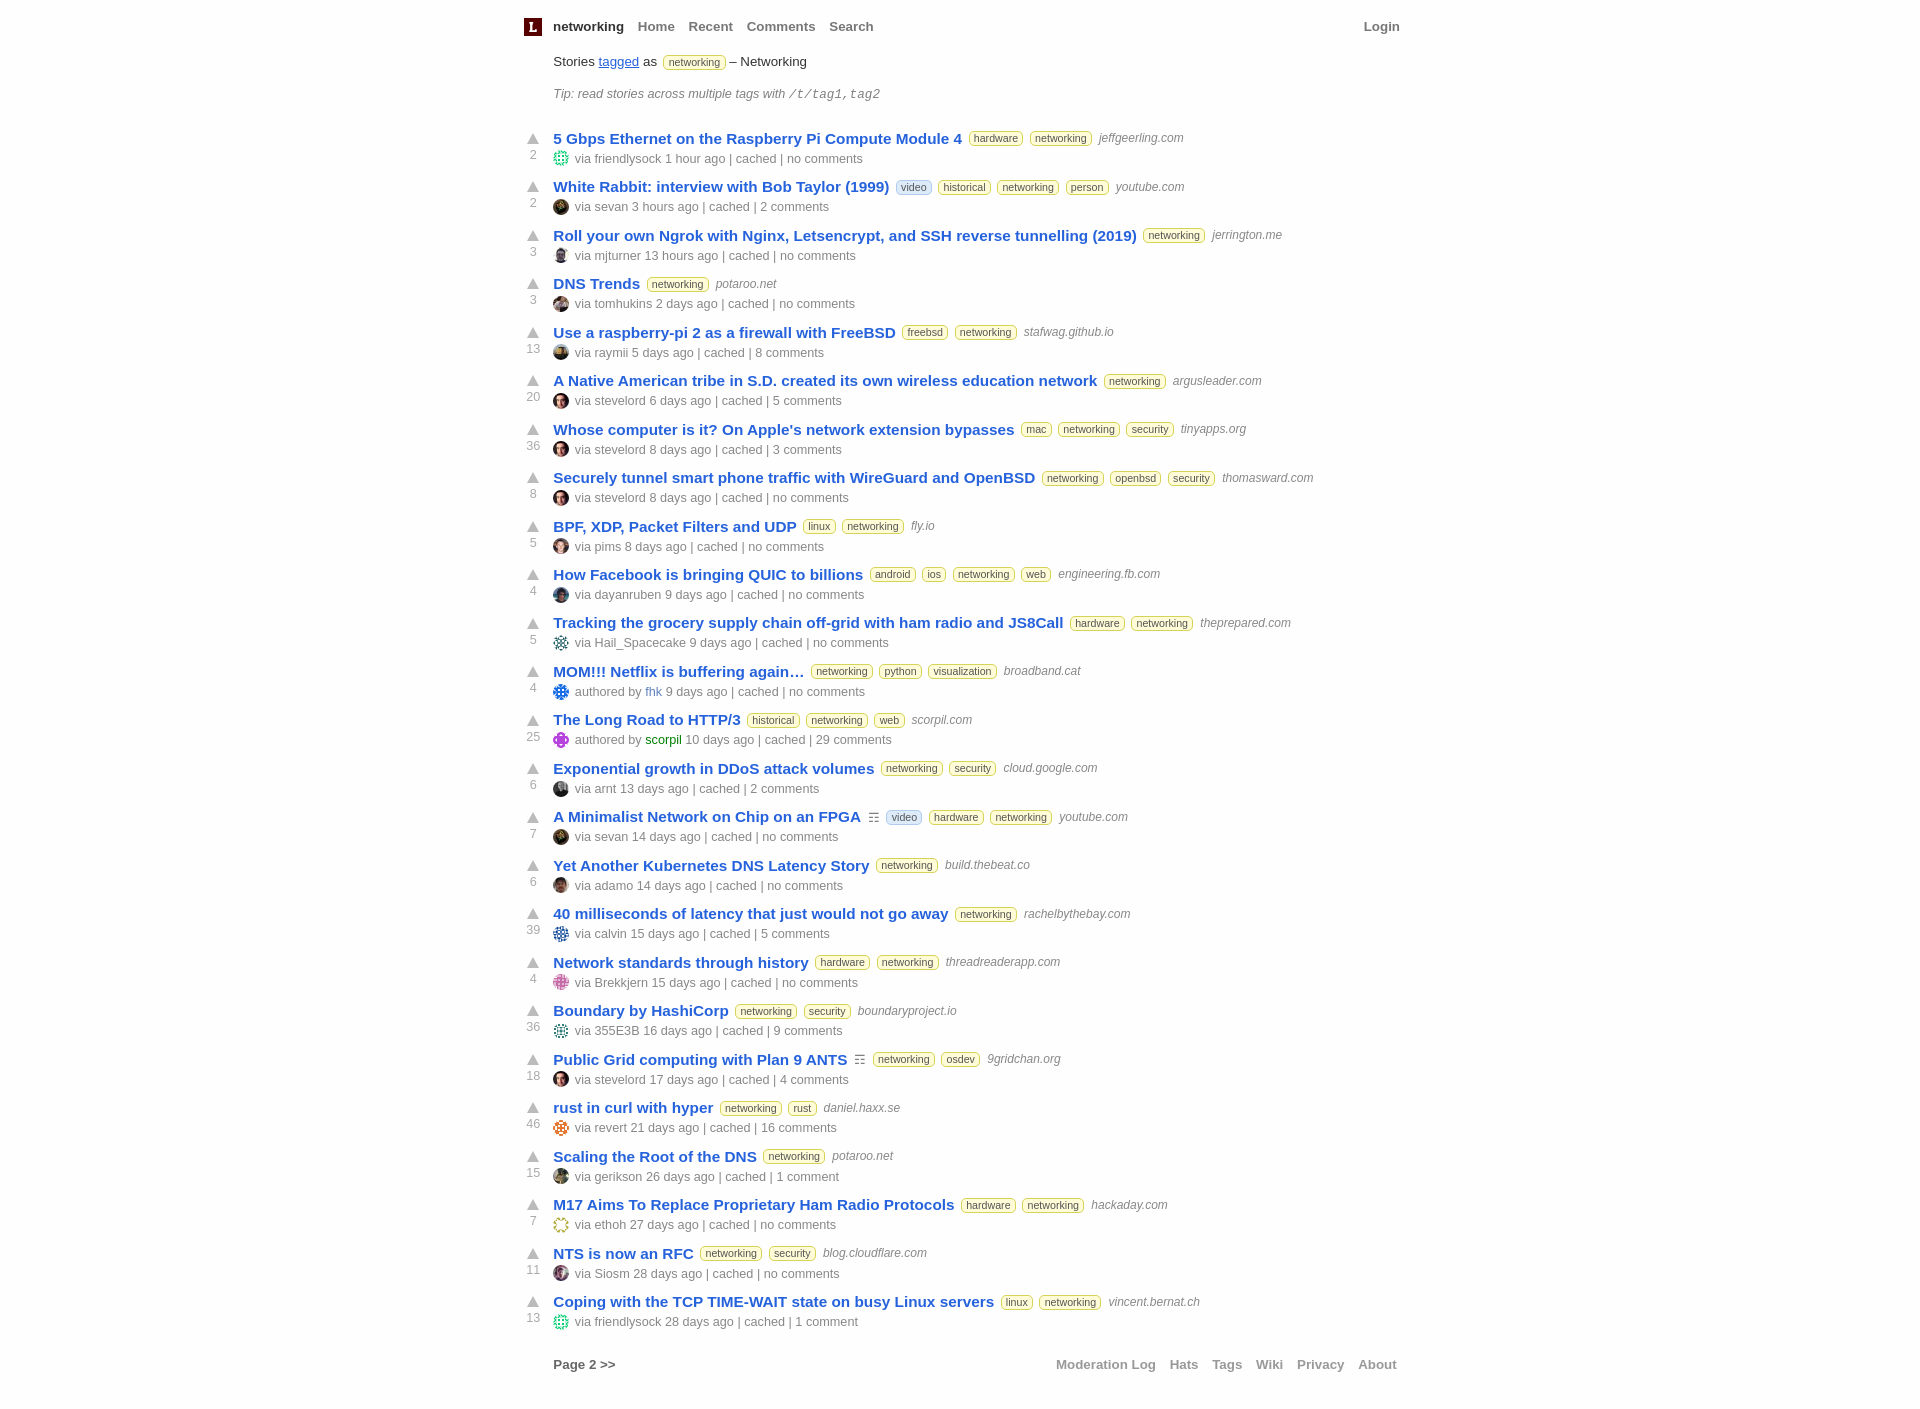 L networking Home Recent Comments Search Login
Stories tagged as networking – Networking
Tip: read stories across multiple tags with /t/tag1,tag2
5 Gbps Ethernet on the Raspberry Pi Compute Module 4 hardware networking jeffgeerling.com
2 via friendlysock 1 hour ago | cached | no comments
White Rabbit: interview with Bob Taylor (1999) video historical networking person youtube.com
2 via sevan 3 hours ago | cached | 2 comments
Roll your own Ngrok with Nginx, Letsencrypt, and SSH reverse tunnelling (2019) networking jerrington.me
3 via mjturner 13 hours ago | cached | no comments
DNS Trends networking potaroo.net
3 via tomhukins 2 days ago | cached | no comments
Use a raspberry-pi 2 as a firewall with FreeBSD freebsd networking stafwag.github.io
13 via raymii 5 days ago | cached | 8 comments
A Native American tribe in S.D. created its own wireless education network networking argusleader.com
20 via stevelord 6 days ago | cached | 5 comments
Whose computer is it? On Apple's network extension bypasses mac networking security tinyapps.org
36 via stevelord 8 days ago | cached | 3 comments
Securely tunnel smart phone traffic with WireGuard and OpenBSD networking openbsd security thomasward.com
8 via stevelord 8 days ago | cached | no comments
BPF, XDP, Packet Filters and UDP linux networking fly.io
5 via pims 8 days ago | cached | no comments
How Facebook is bringing QUIC to billions android ios networking web engineering.fb.com
4 via dayanruben 9 days ago | cached | no comments
Tracking the grocery supply chain off-grid with ham radio and JS8Call hardware networking theprepared.com
5 via Hail_Spacecake 9 days ago | cached | no comments
MOM!!! Netflix is buffering again… networking python visualization broadband.cat
4 authored by fhk 9 days ago | cached | no comments
The Long Road to HTTP/3 historical networking web scorpil.com
25 authored by scorpil 10 days ago | cached | 29 comments
Exponential growth in DDoS attack volumes networking security cloud.google.com
6 via arnt 13 days ago | cached | 2 comments
A Minimalist Network on Chip on an FPGA ☶ video hardware networking youtube.com
7 via sevan 14 days ago | cached | no comments
Yet Another Kubernetes DNS Latency Story networking build.thebeat.co
6 via adamo 14 days ago | cached | no comments
40 milliseconds of latency that just would not go away networking rachelbythebay.com
39 via calvin 15 days ago | cached | 5 comments
Network standards through history hardware networking threadreaderapp.com
4 via Brekkjern 15 days ago | cached | no comments
Boundary by HashiCorp networking security boundaryproject.io
36 via 355E3B 16 days ago | cached | 9 comments
Public Grid computing with Plan 9 ANTS ☶ networking osdev 9gridchan.org
18 via stevelord 17 days ago | cached | 4 comments
rust in curl with hyper networking rust daniel.haxx.se
46 via revert 21 days ago | cached | 16 comments
Scaling the Root of the DNS networking potaroo.net
15 via gerikson 26 days ago | cached | 1 comment
M17 Aims To Replace Proprietary Ham Radio Protocols hardware networking hackaday.com
7 via ethoh 27 days ago | cached | no comments
NTS is now an RFC networking security blog.cloudflare.com
11 via Siosm 28 days ago | cached | no comments
Coping with the TCP TIME-WAIT state on busy Linux servers linux networking vincent.bernat.ch
13 via friendlysock 28 days ago | cached | 1 comment
Page 2 >> Moderation Log Hats Tags Wiki Privacy About